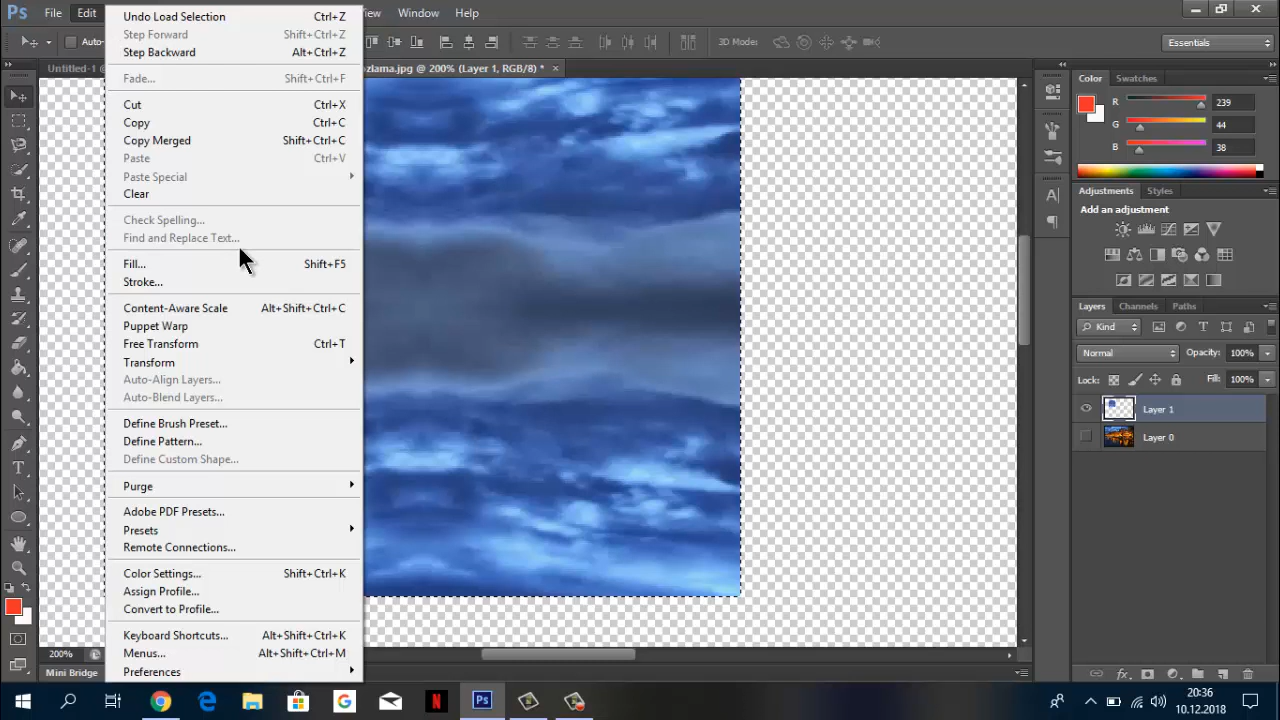 Ps File Edit iew Window Help
Auto- 3D Mode: Essentials
Untitled-1 @ zlama.jpg @ 200% (Layer 1, RGB/8) * ×
Undo Load Selection Ctrl+Z
Step Forward Shift+Ctrl+Z
Step Backward Alt+Ctrl+Z
Fade... Shift+Ctrl+F
Cut Ctrl+X
Copy Ctrl+C
Copy Merged Shift+Ctrl+C
Paste Ctrl+V
Paste Special
Clear
Check Spelling...
Find and Replace Text...
Fill... Shift+F5
Stroke...
Content-Aware Scale Alt+Shift+Ctrl+C
Puppet Warp
Free Transform Ctrl+T
Transform
Auto-Align Layers...
Auto-Blend Layers...
Define Brush Preset...
Define Pattern...
Define Custom Shape...
Purge
Adobe PDF Presets...
Presets
Remote Connections...
Color Settings... Shift+Ctrl+K
Assign Profile...
Convert to Profile...
Keyboard Shortcuts... Alt+Shift+Ctrl+K
Menus... Alt+Shift+Ctrl+M
Preferences
Color Swatches
R 239
G 44
B 38
Adjustments Styles
Add an adjustment
Layers Channels Paths
Kind
Normal Opacity: 100%
Lock: Fill: 100%
Layer 1
Layer 0
200%
Mini Bridge
20:36
10.12.2018